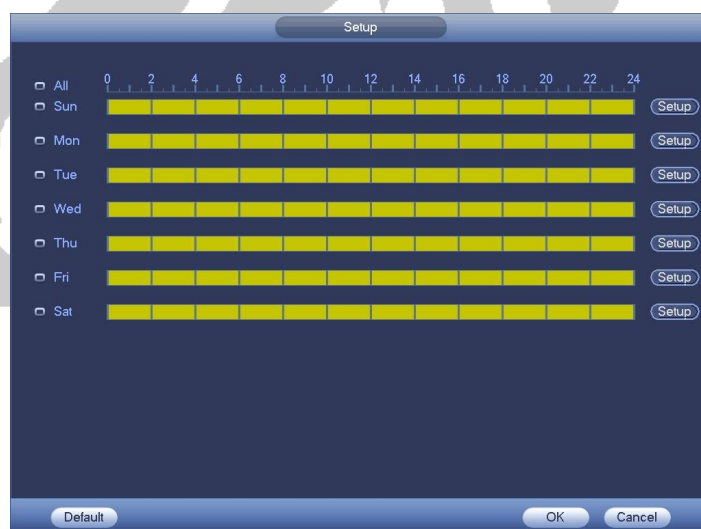 Setup
All 0 2 4 6 8 10 12 14 16 18 20 22 24
Sun Setup
Mon Setup
Tue Setup
Wed Setup
Thu Setup
Fri Setup
Sat Setup
Default OK Cancel